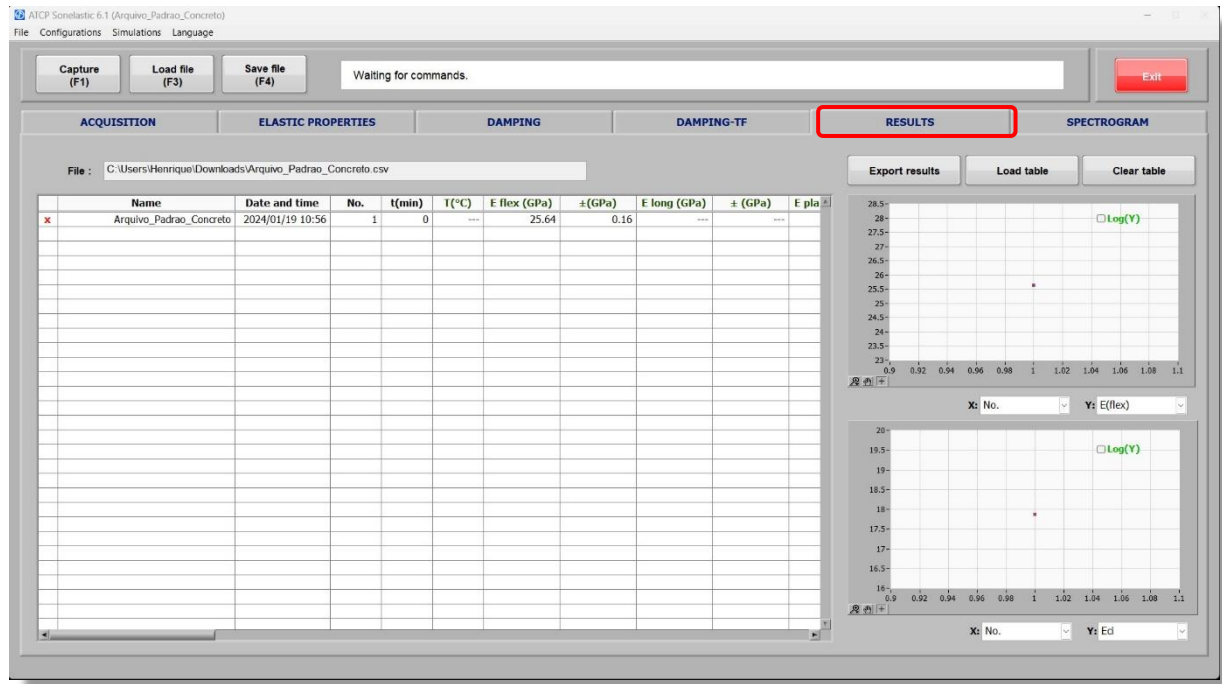 ATCP Sonelastic 6.1 (Arquivo_Padrao_Concreto)
File Configurations Simulations Language
Capture (F1)
Load file (F3)
Save file (F4)
Waiting for commands.
Exit
ACQUISITION ELASTIC PROPERTIES DAMPING DAMPING-TF RESULTS SPECTROGRAM
File : C:\Users\Henrique\Downloads\Arquivo_Padrao_Concreto.csv
Export results Load table Clear table
Name Date and time No. t(min) T(°C) E flex (GPa) ±(GPa) E long (GPa) ± (GPa) E pla
x Arquivo_Padrao_Concreto 2024/01/19 10:56 1 0 --- 25.64 0.16 --- ---
28.5
28
Log(Y)
27.5
27
26.5
26
25.5
25
24.5
24
23.5
23
0.9 0.92 0.94 0.96 0.98 1 1.02 1.04 1.06 1.08 1.1
X: No. Y: E(flex)
20
19.5
Log(Y)
19
18.5
18
17.5
17
16.5
16
0.9 0.92 0.94 0.96 0.98 1 1.02 1.04 1.06 1.08 1.1
X: No. Y: Eci